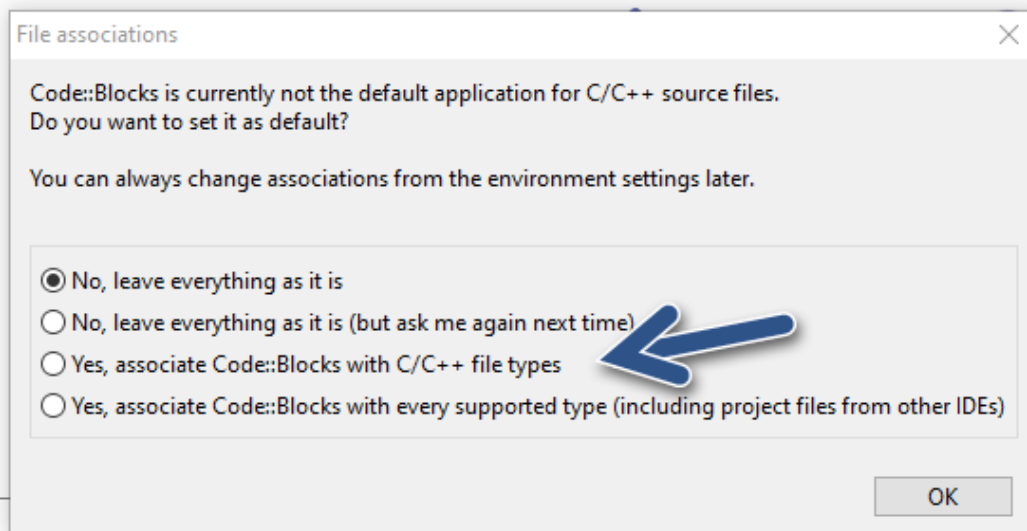 File associations
Code::Blocks is currently not the default application for C/C++ source files.
Do you want to set it as default?
You can always change associations from the environment settings later.
No, leave everything as it is
No, leave everything as it is (but ask me again next time)
Yes, associate Code::Blocks with C/C++ file types
Yes, associate Code::Blocks with every supported type (including project files from other IDEs)
OK